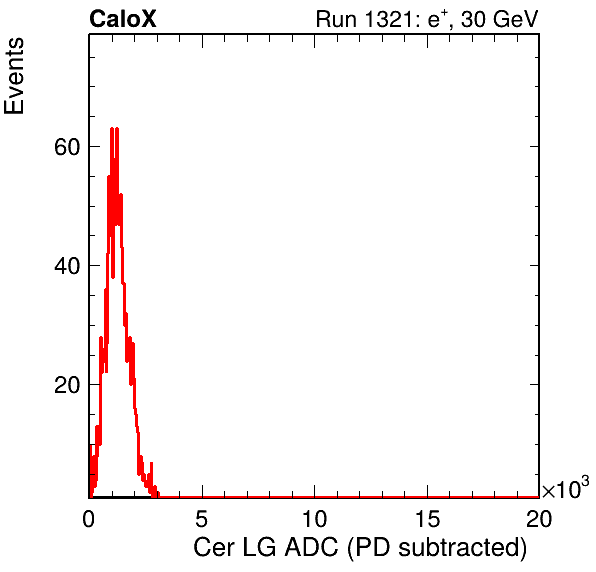 CaloX
Run 1321: e⁺, 30 GeV
Events
60
40
20
×10³
0 5 10 15 20
Cer LG ADC (PD subtracted)